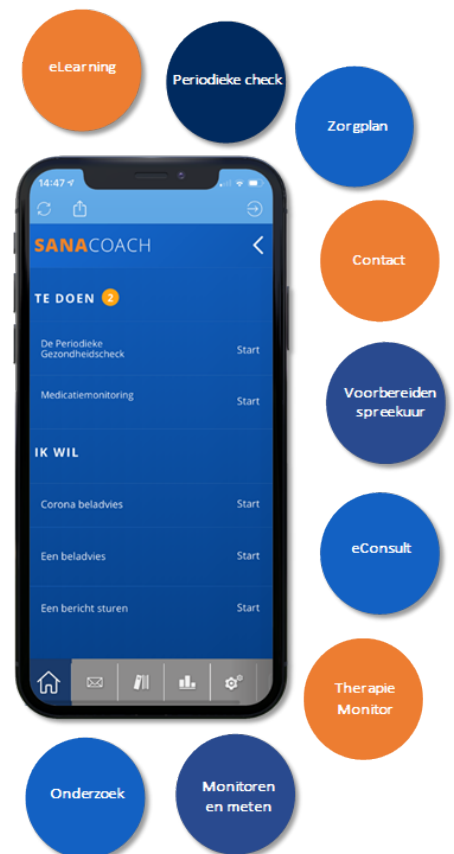 eLearning
Periodieke check
Zorgplan
14:47
SANACOACH
Contact
TE DOEN 2
De Periodieke
Gezondheidscheck
Start
Medicatiemonitoring
Start
Voorbereiden
spreekuur
IK WIL
Corona beladvies
Start
Een beladvies
Start
eConsult
Een bericht sturen
Start
Therapie
Monitor
Onderzoek
Monitoren
en meten